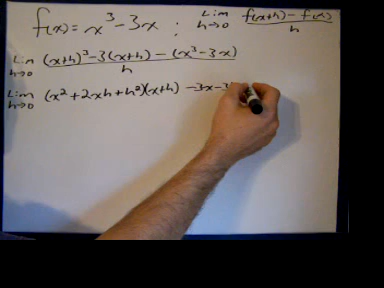 f(x) = x³ - 3x ; Lim h→0 f(x+h) - f(x) / h
Lim h→0 (x+h)³ - 3(x+h) - (x³ - 3x) / h
Lim h→0 (x² + 2xh + h²)(x+h) - 3x - 3